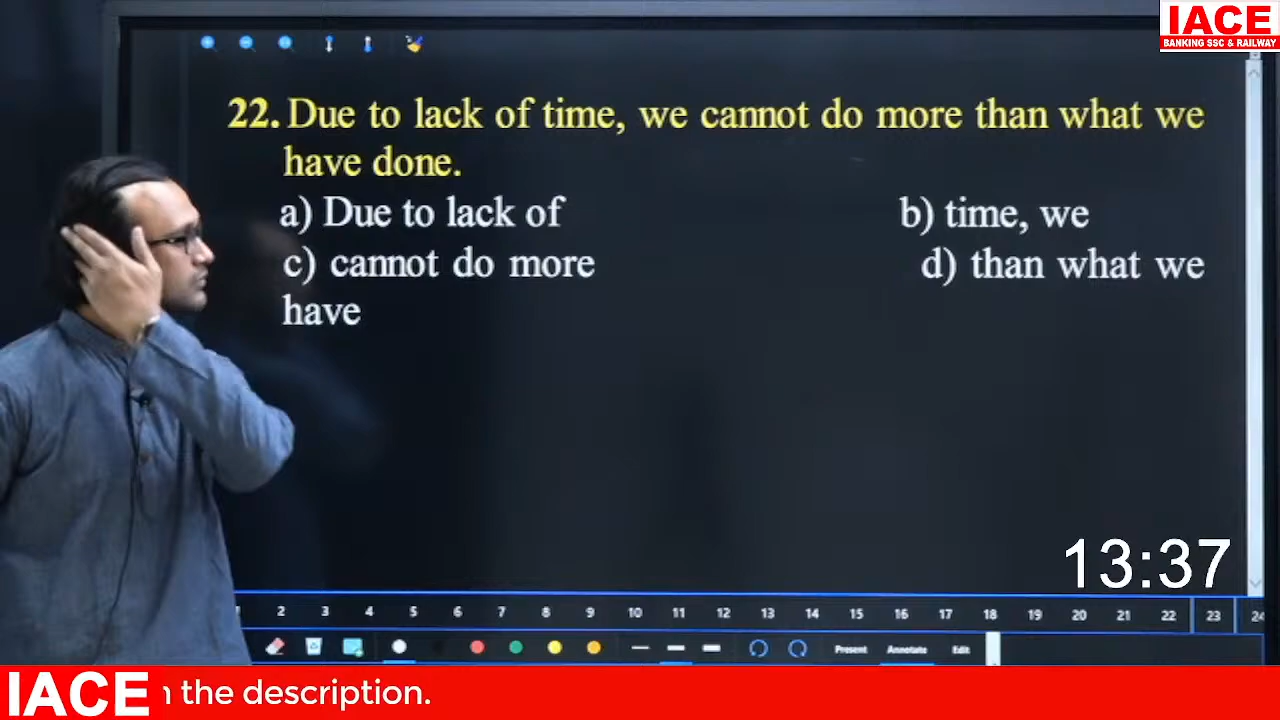 IACE
BANKING SSC & RAILWAY
22. Due to lack of time, we cannot do more than what we
have done.
a) Due to lack of b) time, we
c) cannot do more d) than what we
have
13:37
2 3 4 5 6 7 8 9 10 11 12 13 14 15 16 17 18 19 20 21 22 23 24
Present Annotate Edit
IACE the description.